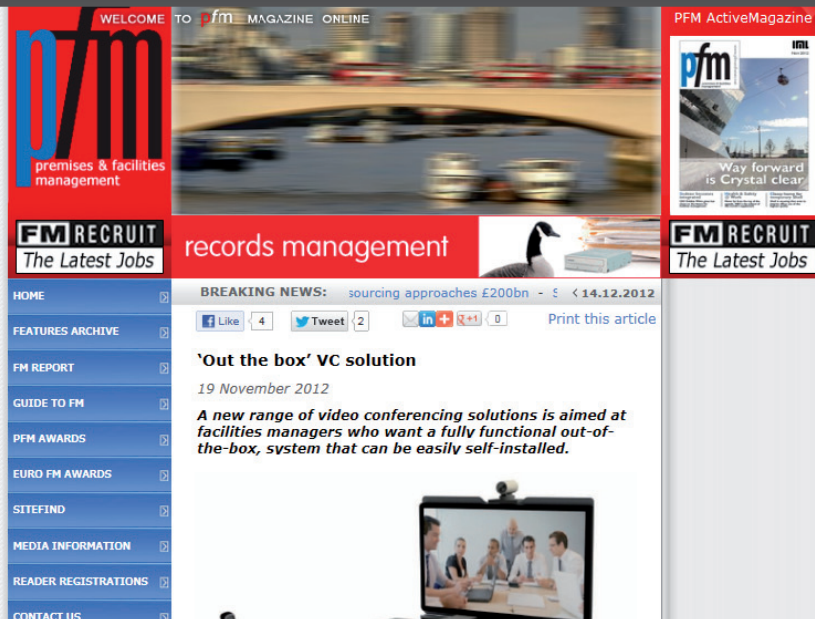 WELCOME TO pfm MAGAZINE ONLINE
PFM ActiveMagazine
pfm
premises & facilities
management
pfm
IML
Way forward
is Crystal clear
FM RECRUIT
The Latest Jobs
records management
FM RECRUIT
The Latest Jobs
HOME
FEATURES ARCHIVE
FM REPORT
GUIDE TO FM
PFM AWARDS
EURO FM AWARDS
SITEFIND
MEDIA INFORMATION
READER REGISTRATIONS
CONTACT US
BREAKING NEWS: sourcing approaches £200bn - S < 14.12.2012
Like 4 Tweet 2 in +1 0 Print this article
‘Out the box’ VC solution
19 November 2012
A new range of video conferencing solutions is aimed at
facilities managers who want a fully functional out-of-
the-box, system that can be easily self-installed.